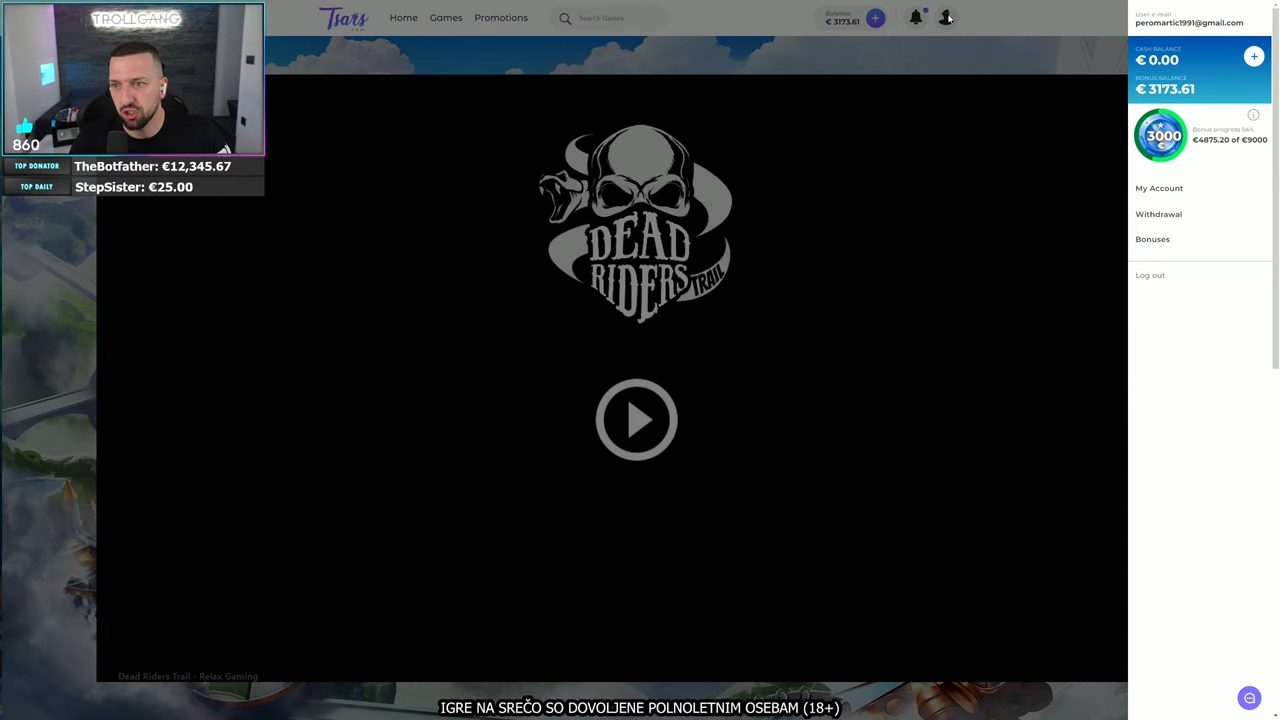 TROLLGANG
860
TOP DONATOR TheBotfather: €12,345.67
TOP DAILY StepSister: €25.00
Tsars
.com
Home Games Promotions
Search Games
Balance
€ 3173.61
User e-mail
peromartic1991@gmail.com
CASH BALANCE
€ 0.00
BONUS BALANCE
€ 3173.61
3000
€
Bonus progress 54%
€4875.20 of €9000
My Account
Withdrawal
Bonuses
Log out
DEAD
RIDERS
TRAIL
Dead Riders Trail - Relax Gaming
IGRE NA SREČO SO DOVOLJENE POLNOLETNIM OSEBAM (18+)